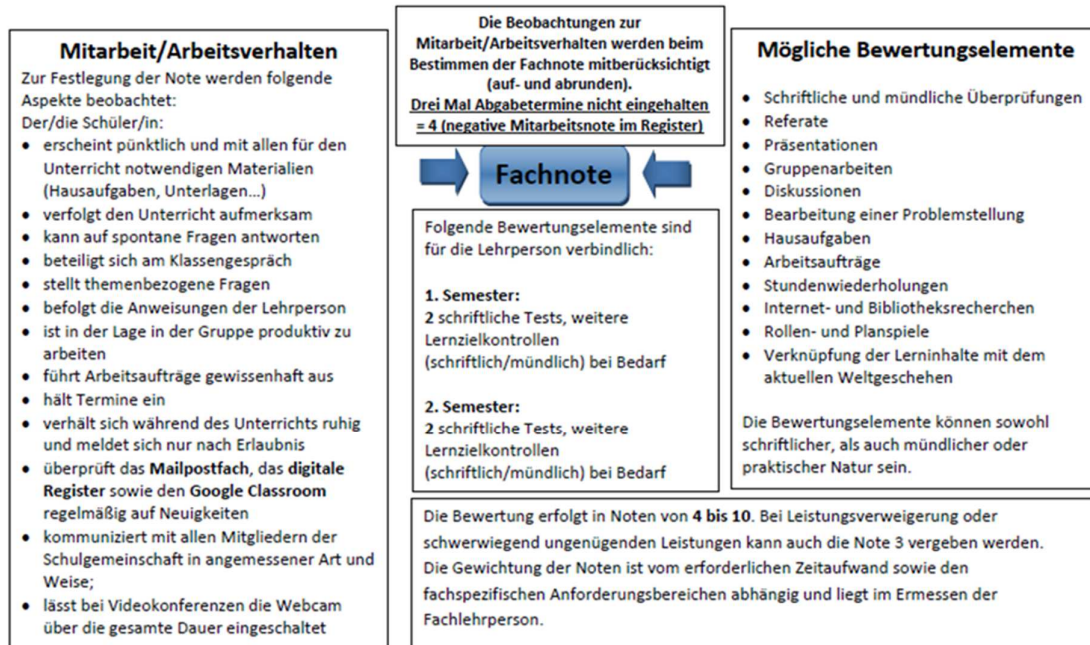 Mitarbeit/Arbeitsverhalten
Zur Festlegung der Note werden folgende
Aspekte beobachtet:
Der/die Schüler/in:
• erscheint pünktlich und mit allen für den
Unterricht notwendigen Materialien
(Hausaufgaben, Unterlagen...)
• verfolgt den Unterricht aufmerksam
• kann auf spontane Fragen antworten
• beteiligt sich am Klassengespräch
• stellt themenbezogene Fragen
• befolgt die Anweisungen der Lehrperson
• ist in der Lage in der Gruppe produktiv zu
arbeiten
• führt Arbeitsaufträge gewissenhaft aus
• hält Termine ein
• verhält sich während des Unterrichts ruhig
und meldet sich nur nach Erlaubnis
• überprüft das Mailpostfach, das digitale
Register sowie den Google Classroom
regelmäßig auf Neuigkeiten
• kommuniziert mit allen Mitgliedern der
Schulgemeinschaft in angemessener Art und
Weise;
• lässt bei Videokonferenzen die Webcam
über die gesamte Dauer eingeschaltet
Die Beobachtungen zur
Mitarbeit/Arbeitsverhalten werden beim
Bestimmen der Fachnote mitberücksichtigt
(auf- und abrunden).
Drei Mal Abgabetermine nicht eingehalten
= 4 (negative Mitarbeitsnote im Register)
Fachnote
Folgende Bewertungselemente sind
für die Lehrperson verbindlich:
1. Semester:
2 schriftliche Tests, weitere
Lernzielkontrollen
(schriftlich/mündlich) bei Bedarf
2. Semester:
2 schriftliche Tests, weitere
Lernzielkontrollen
(schriftlich/mündlich) bei Bedarf
Mögliche Bewertungselemente
• Schriftliche und mündliche Überprüfungen
• Referate
• Präsentationen
• Gruppenarbeiten
• Diskussionen
• Bearbeitung einer Problemstellung
• Hausaufgaben
• Arbeitsaufträge
• Stundenwiederholungen
• Internet- und Bibliotheksrecherchen
• Rollen- und Planspiele
• Verknüpfung der Lerninhalte mit dem
aktuellen Weltgeschehen
Die Bewertungselemente können sowohl
schriftlicher, als auch mündlicher oder
praktischer Natur sein.
Die Bewertung erfolgt in Noten von 4 bis 10. Bei Leistungsverweigerung oder
schwerwiegend ungenügenden Leistungen kann auch die Note 3 vergeben werden.
Die Gewichtung der Noten ist vom erforderlichen Zeitaufwand sowie den
fachspezifischen Anforderungsbereichen abhängig und liegt im Ermessen der
Fachlehrperson.